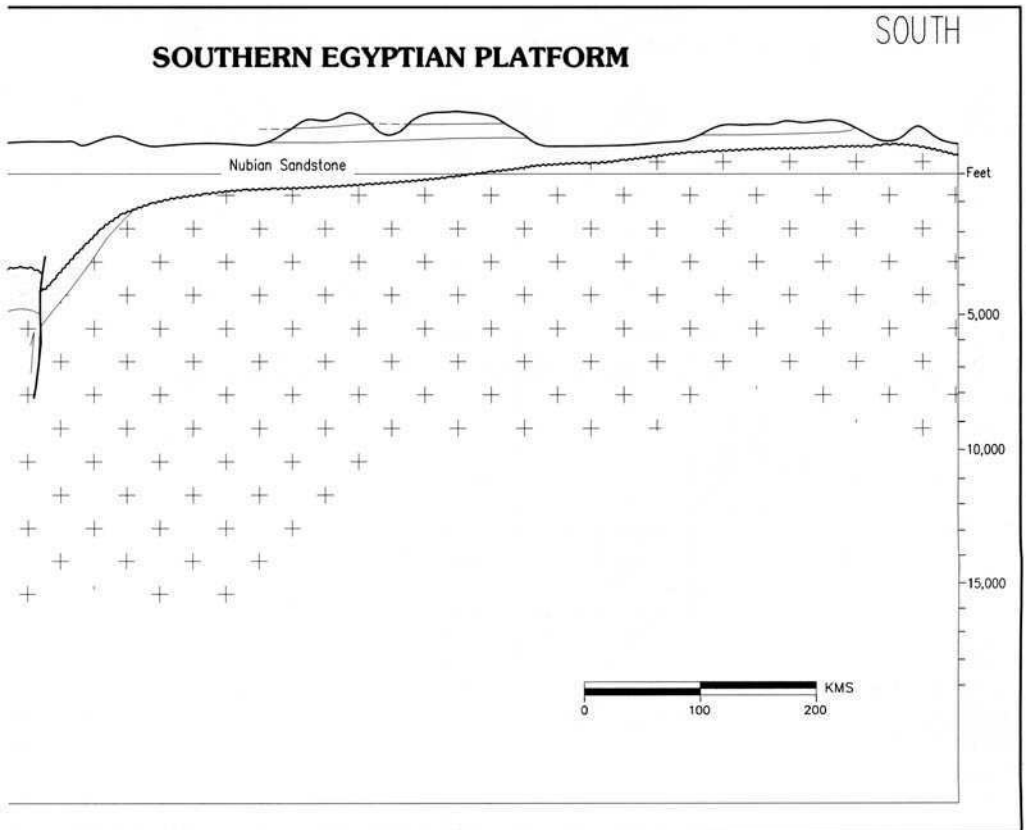 SOUTH
SOUTHERN EGYPTIAN PLATFORM
Nubian Sandstone
Feet
5,000
10,000
15,000
KMS
0 100 200